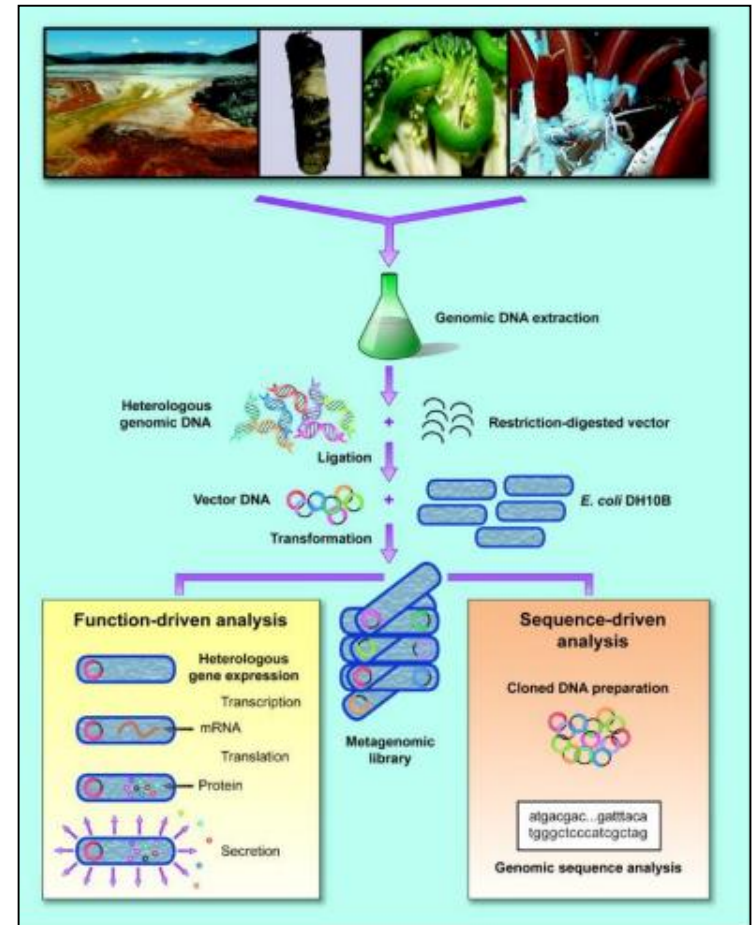 Genomic DNA extraction
Heterologous
genomic DNA
+
Restriction-digested vector
Ligation
Vector DNA
+
E. coli DH10B
Transformation
Function-driven analysis
Heterologous
gene expression
Transcription
mRNA
Translation
Protein
Secretion
Metagenomic
library
Sequence-driven
analysis
Cloned DNA preparation
atgacgac...gatttaca
tgggctcccatcgctag
Genomic sequence analysis